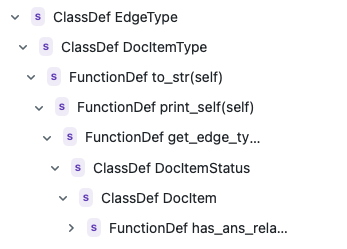 s ClassDef EdgeType
s ClassDef DocItemType
s FunctionDef to_str(self)
s FunctionDef print_self(self)
s FunctionDef get_edge_ty...
s ClassDef DocItemStatus
s ClassDef DocItem
s FunctionDef has_ans_rela...